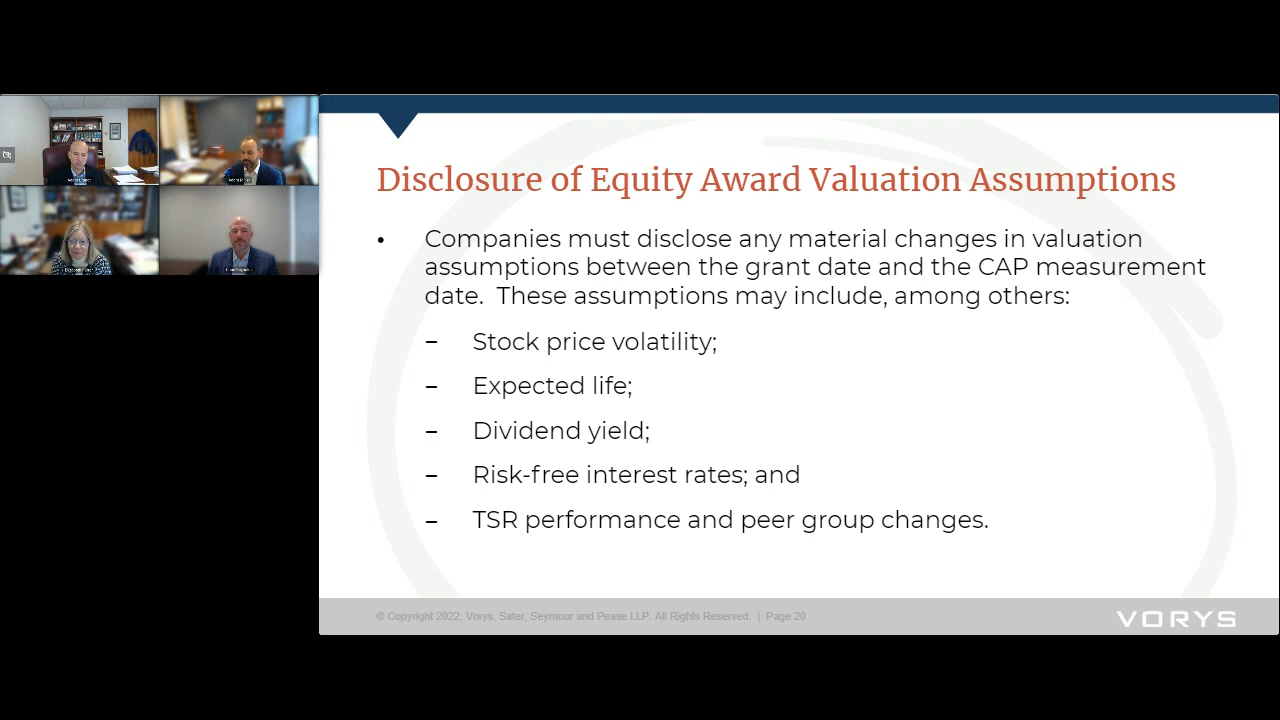 Disclosure of Equity Award Valuation Assumptions
• Companies must disclose any material changes in valuation
assumptions between the grant date and the CAP measurement
date. These assumptions may include, among others:
– Stock price volatility;
– Expected life;
– Dividend yield;
– Risk-free interest rates; and
– TSR performance and peer group changes.
© Copyright 2022, Vorys, Sater, Seymour and Pease LLP. All Rights Reserved. | Page 20
VORYS
Adam
Adam
Elizabeth